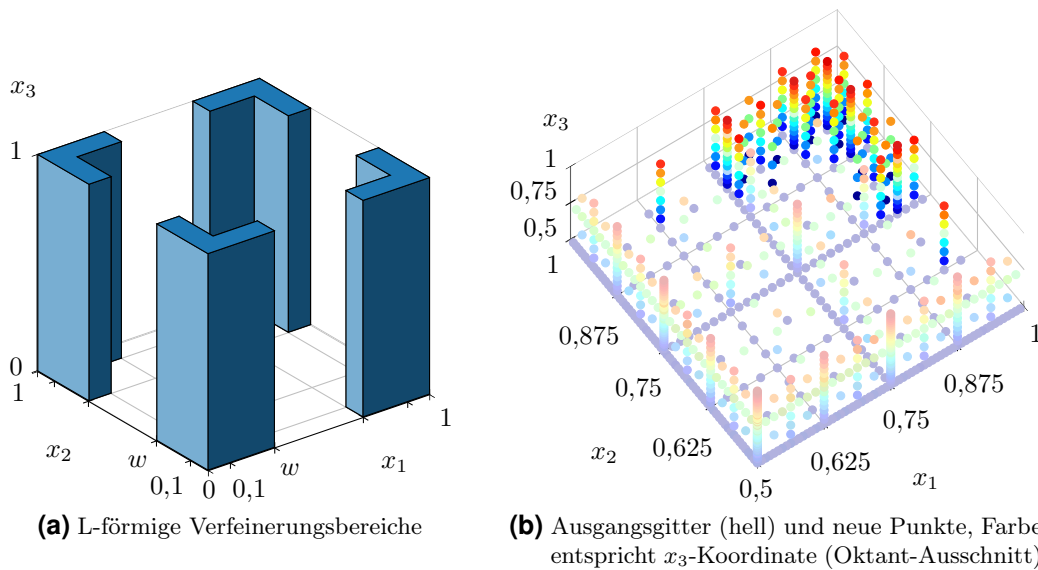 x₃
1
0
1
x₂
w
0,1
0
0,1
w
x₁
1
(a) L-förmige Verfeinerungsbereiche
x₃
1
0,75
0,5
1
0,875
0,75
x₂
0,625
0,5
0,625
x₁
0,75
0,875
1
(b) Ausgangsgitter (hell) und neue Punkte, Farbe
entspricht x₃-Koordinate (Oktant-Ausschnitt)